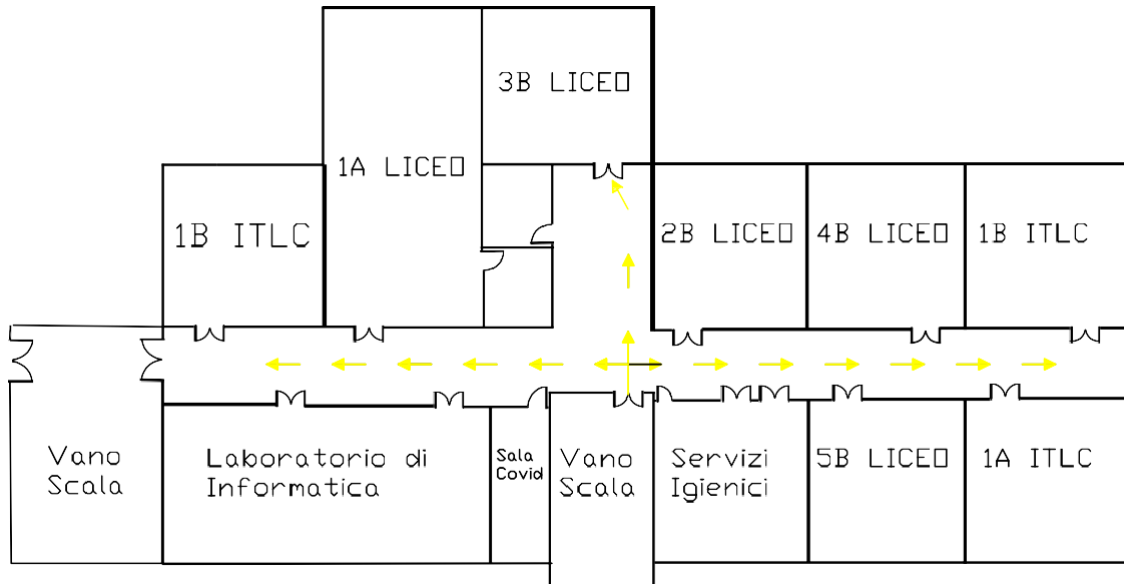 3B LICEO
1A LICEO
1B ITLC
2B LICEO
4B LICEO
1B ITLC
Vano
Scala
Laboratorio di
Informatica
Sala
Covid
Vano
Scala
Servizi
Igienici
5B LICEO
1A ITLC